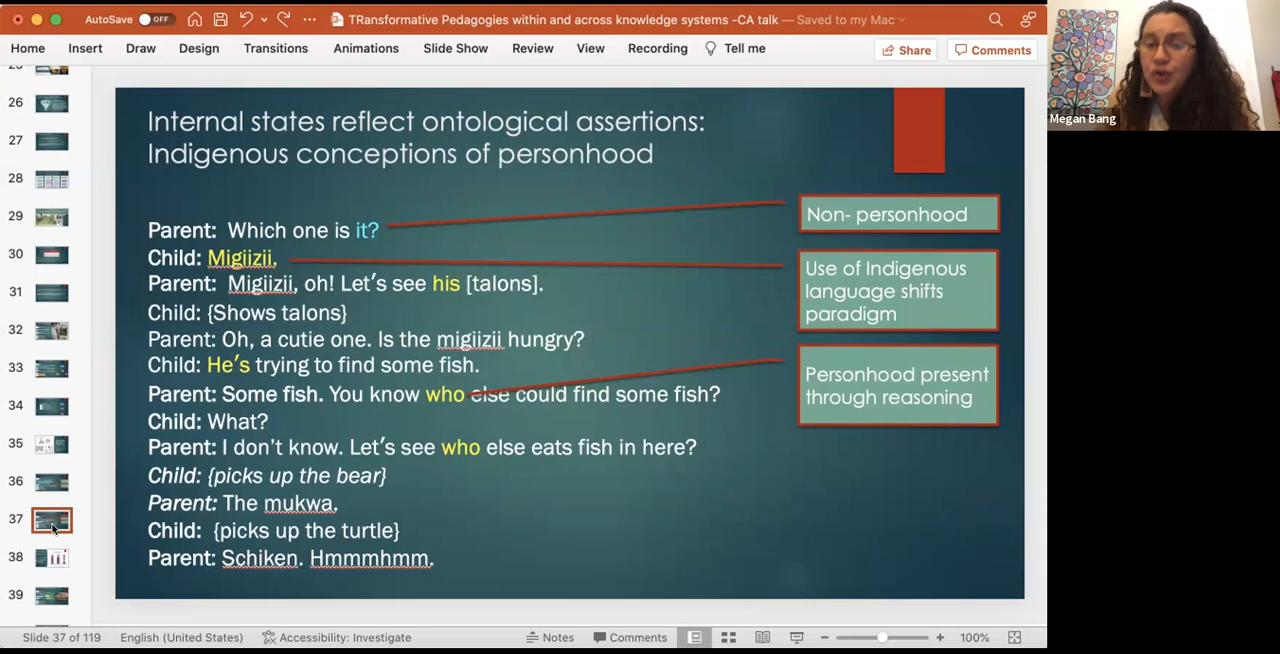 AutoSave OFF
TRansformative Pedagogies within and across knowledge systems -CA talk — Saved to my Mac
Home Insert Draw Design Transitions Animations Slide Show Review View Recording Tell me
Share Comments
26
27
28
29
30
31
32
33
34
35
36
37
38
39
Internal states reflect ontological assertions:
Indigenous conceptions of personhood
Parent: Which one is it?
Child: Migiizii.
Parent: Migiizii, oh! Let's see his [talons].
Child: {Shows talons}
Parent: Oh, a cutie one. Is the migiizii hungry?
Child: He's trying to find some fish.
Parent: Some fish. You know who else could find some fish?
Child: What?
Parent: I don't know. Let's see who else eats fish in here?
Child: {picks up the bear}
Parent: The mukwa.
Child: {picks up the turtle}
Parent: Schiken. Hmmmhmm.
Non- personhood
Use of Indigenous
language shifts
paradigm
Personhood present
through reasoning
Megan Bang
Slide 37 of 119 English (United States) Accessibility: Investigate Notes Comments 100%